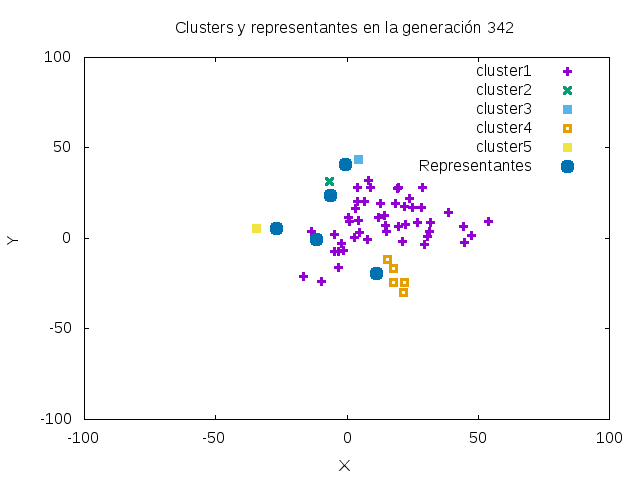 Clusters y representantes en la generación 342
100
50
0
-50
-100
-100 -50 0 50 100
Y
X
cluster1
cluster2
cluster3
cluster4
cluster5
Representantes